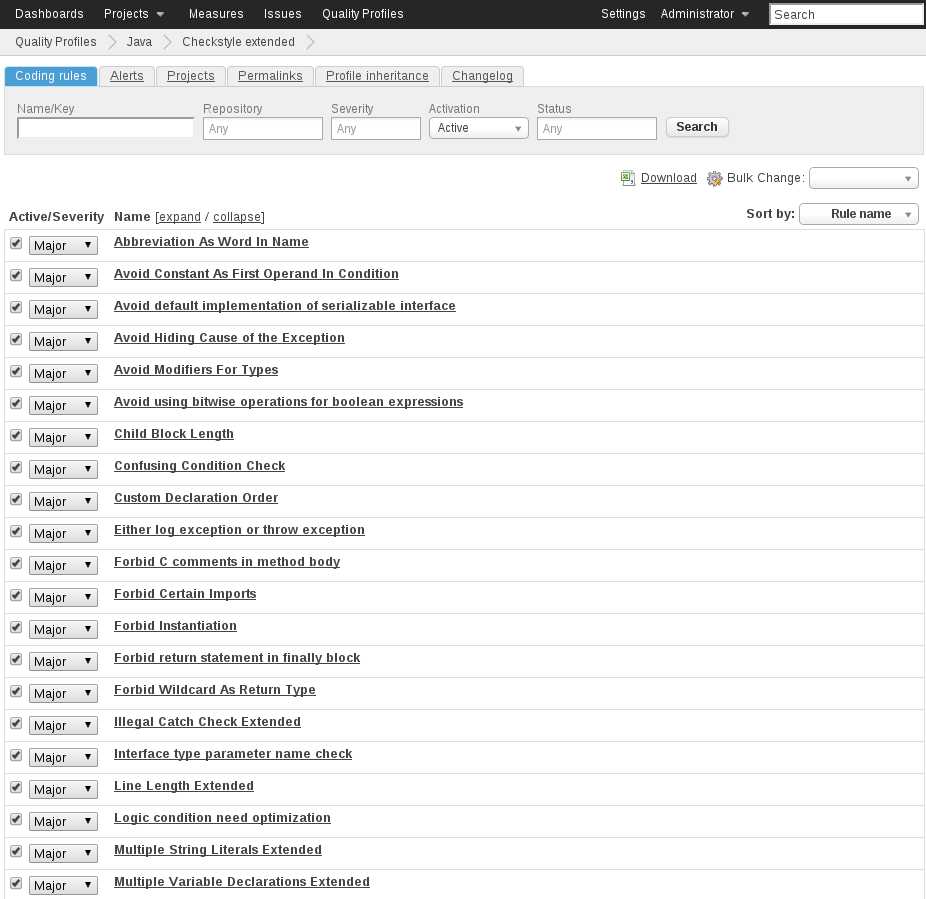 Dashboards Projects Measures Issues Quality Profiles Settings Administrator Search
Quality Profiles Java Checkstyle extended
Coding rules Alerts Projects Permalinks Profile inheritance Changelog
Name/Key Repository Severity Activation Status
Any Any Active Any Search
Download Bulk Change:
Active/Severity Name [expand / collapse] Sort by: Rule name
Major Abbreviation As Word In Name
Major Avoid Constant As First Operand In Condition
Major Avoid default implementation of serializable interface
Major Avoid Hiding Cause of the Exception
Major Avoid Modifiers For Types
Major Avoid using bitwise operations for boolean expressions
Major Child Block Length
Major Confusing Condition Check
Major Custom Declaration Order
Major Either log exception or throw exception
Major Forbid C comments in method body
Major Forbid Certain Imports
Major Forbid Instantiation
Major Forbid return statement in finally block
Major Forbid Wildcard As Return Type
Major Illegal Catch Check Extended
Major Interface type parameter name check
Major Line Length Extended
Major Logic condition need optimization
Major Multiple String Literals Extended
Major Multiple Variable Declarations Extended